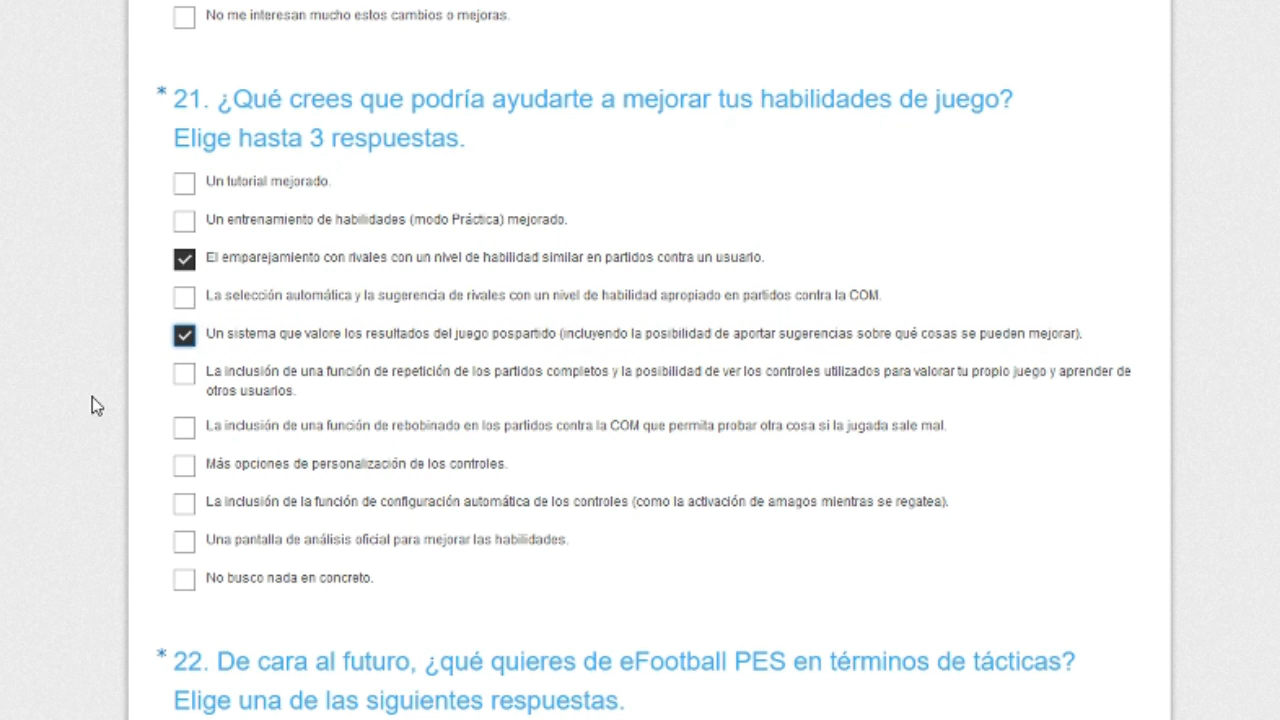 No me interesan mucho estos cambios o mejoras.
* 21. ¿Qué crees que podría ayudarte a mejorar tus habilidades de juego?
Elige hasta 3 respuestas.
Un tutorial mejorado.
Un entrenamiento de habilidades (modo Práctica) mejorado.
El emparejamiento con rivales con un nivel de habilidad similar en partidos contra un usuario.
La selección automática y la sugerencia de rivales con un nivel de habilidad apropiado en partidos contra la COM.
Un sistema que valore los resultados del juego pospartido (incluyendo la posibilidad de aportar sugerencias sobre qué cosas se pueden mejorar).
La inclusión de una función de repetición de los partidos completos y la posibilidad de ver los controles utilizados para valorar tu propio juego y aprender de
otros usuarios.
La inclusión de una función de rebobinado en los partidos contra la COM que permita probar otra cosa si la jugada sale mal.
Más opciones de personalización de los controles.
La inclusión de la función de configuración automática de los controles (como la activación de amagos mientras se regatea).
Una pantalla de análisis oficial para mejorar las habilidades.
No busco nada en concreto.
* 22. De cara al futuro, ¿qué quieres de eFootball PES en términos de tácticas?
Elige una de las siguientes respuestas.